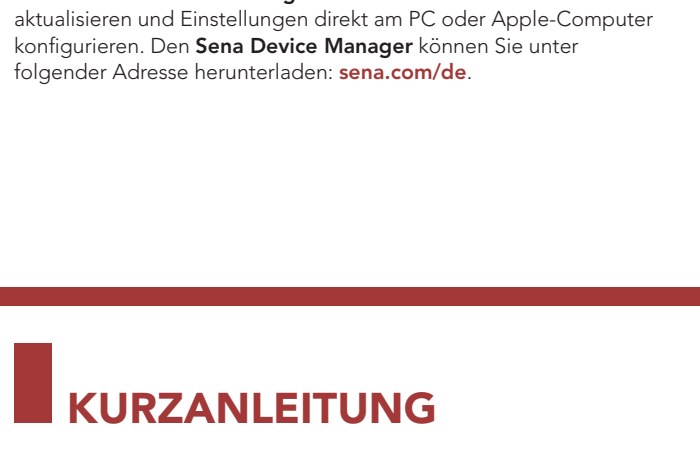 aktualisieren und Einstellungen direkt am PC oder Apple-Computer
konfigurieren. Den Sena Device Manager können Sie unter
folgender Adresse herunterladen: sena.com/de.
KURZANLEITUNG